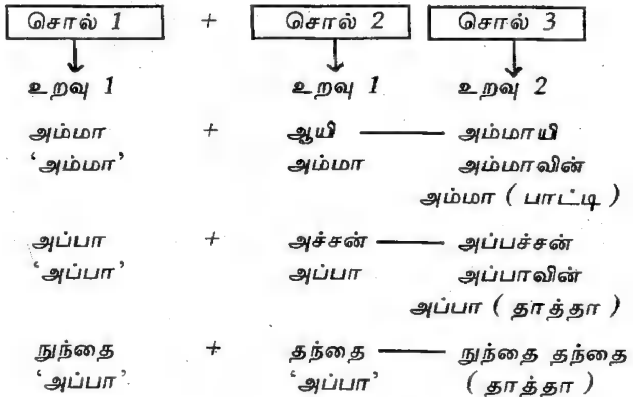 சொல் 1 + சொல் 2 சொல் 3
உறவு 1 உறவு 1 உறவு 2
அம்மா + ஆயி —— அம்மாயி
‘அம்மா’ அம்மா அம்மாவின்
அம்மா ( பாட்டி )
அப்பா + அச்சன் —— அப்பச்சன்
‘அப்பா’ அப்பா அப்பாவின்
அப்பா ( தாத்தா )
நுந்தை + தந்தை —— நுந்தை தந்தை
‘அப்பா’ ‘அப்பா’ ( தாத்தா )